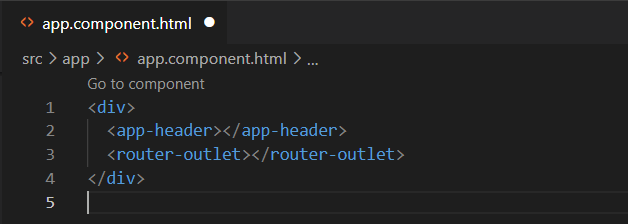 <> app.component.html
src > app > <> app.component.html > ...
Go to component
1 <div>
2   <app-header></app-header>
3   <router-outlet></router-outlet>
4 </div>
5